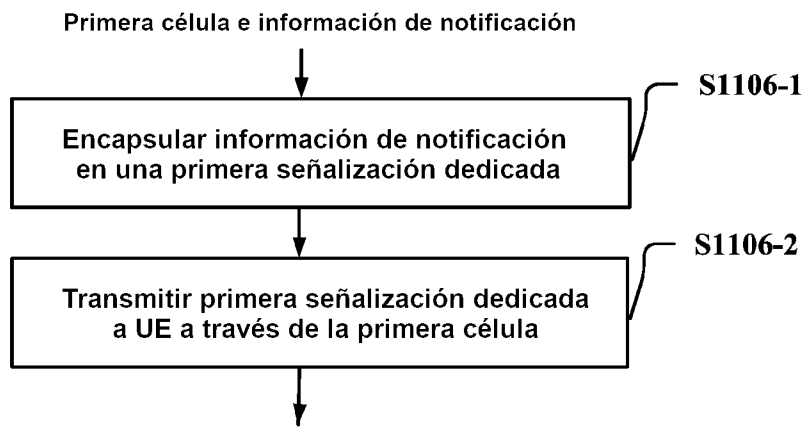 Primera célula e información de notificación
S1106-1
Encapsular información de notificación
en una primera señalización dedicada
S1106-2
Transmitir primera señalización dedicada
a UE a través de la primera célula